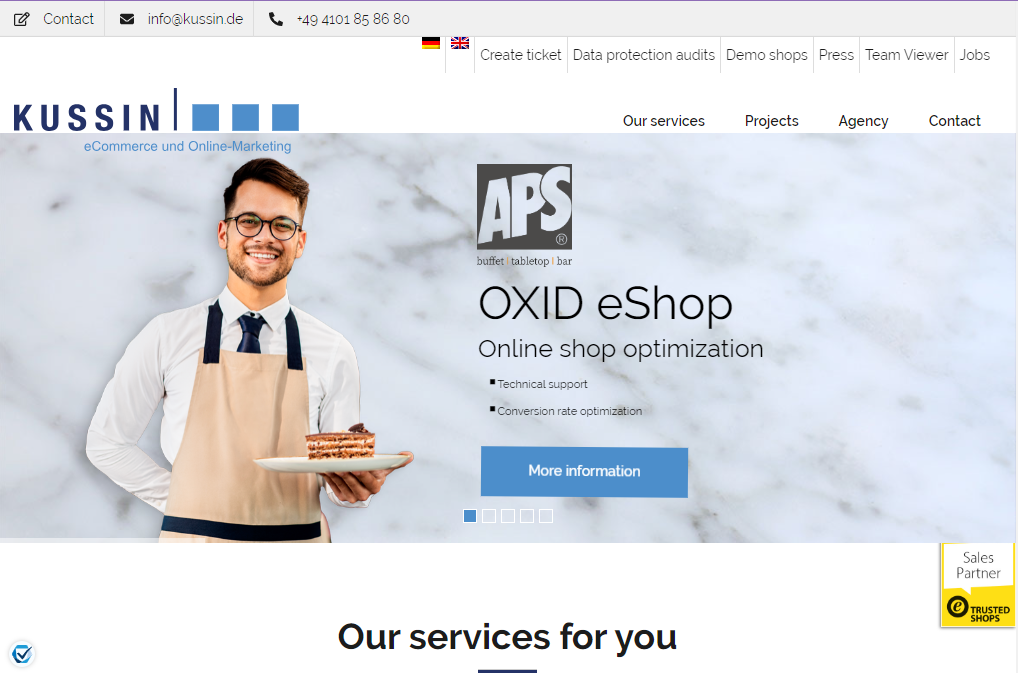 Contact
info@kussin.de
+49 4101 85 86 80
Create ticket
Data protection audits
Demo shops
Press
Team Viewer
Jobs
KUSSIN
eCommerce und Online-Marketing
Our services
Projects
Agency
Contact
APS
®
buffet | tabletop | bar
OXID eShop
Online shop optimization
Technical support
Conversion rate optimization
More information
Sales
Partner
e
TRUSTED
SHOPS
Our services for you